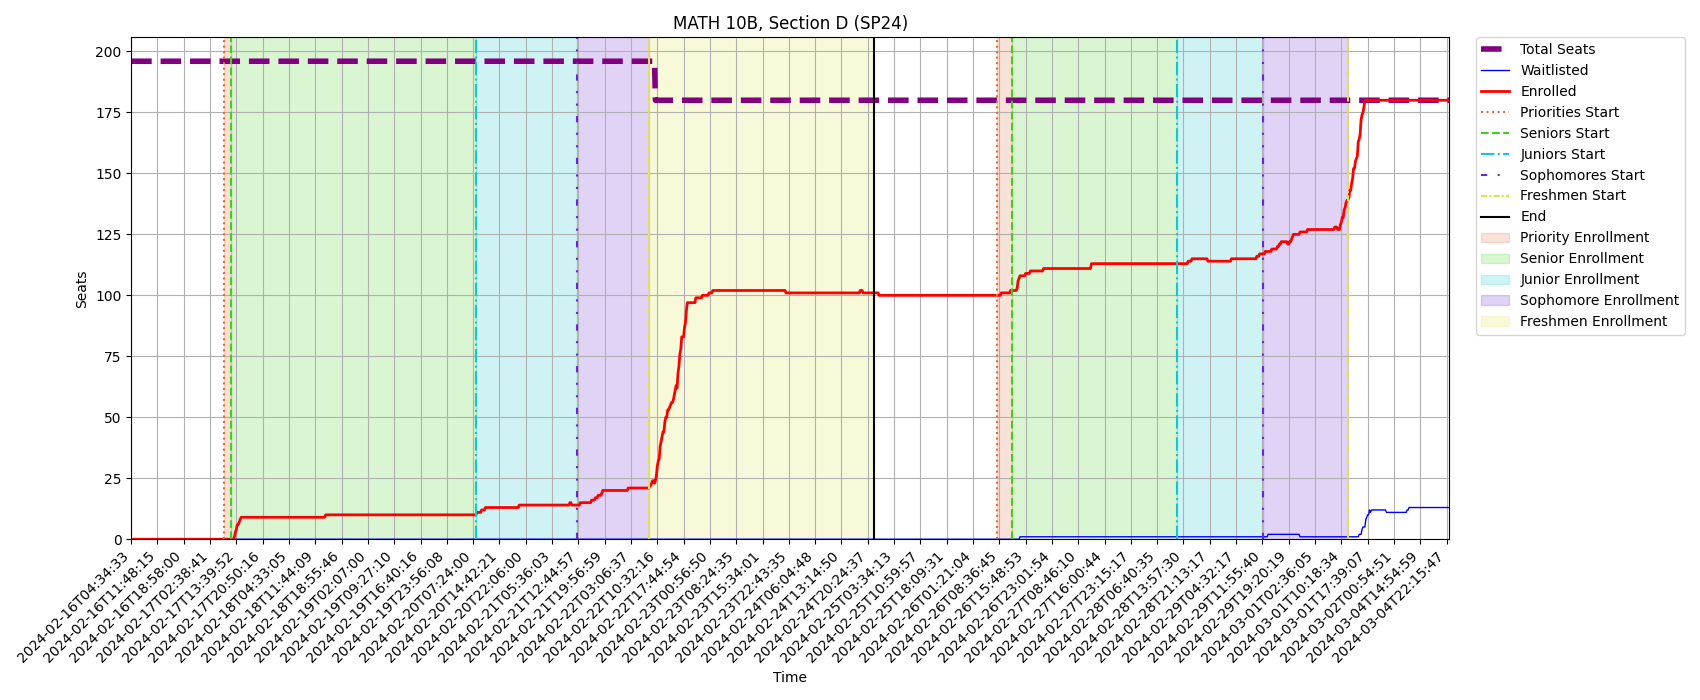 MATH 10B, Section D (SP24)
200
175
150
125
100
75
50
25
0
Seats
Total Seats
Waitlisted
Enrolled
Priorities Start
Seniors Start
Juniors Start
Sophomores Start
Freshmen Start
End
Priority Enrollment
Senior Enrollment
Junior Enrollment
Sophomore Enrollment
Freshmen Enrollment
2024-02-16T04:34:33
2024-02-16T11:48:15
2024-02-16T18:58:00
2024-02-17T02:38:41
2024-02-17T13:39:52
2024-02-17T20:50:16
2024-02-18T04:33:05
2024-02-18T11:44:09
2024-02-18T18:55:46
2024-02-19T02:07:00
2024-02-19T09:27:10
2024-02-19T16:40:16
2024-02-19T23:56:08
2024-02-20T07:24:00
2024-02-20T14:42:21
2024-02-20T22:06:00
2024-02-21T05:36:03
2024-02-21T12:44:57
2024-02-21T19:56:59
2024-02-22T03:06:37
2024-02-22T10:32:16
2024-02-22T17:44:54
2024-02-23T00:56:50
2024-02-23T08:24:35
2024-02-23T15:34:01
2024-02-23T22:43:35
2024-02-24T06:04:48
2024-02-24T13:14:50
2024-02-24T20:24:37
2024-02-25T03:34:13
2024-02-25T10:59:57
2024-02-25T18:09:31
2024-02-26T01:21:04
2024-02-26T08:36:45
2024-02-26T15:48:53
2024-02-26T23:01:54
2024-02-27T08:46:10
2024-02-27T16:00:44
2024-02-27T23:15:17
2024-02-28T06:40:35
2024-02-28T13:57:30
2024-02-28T21:13:17
2024-02-29T04:32:17
2024-02-29T11:55:40
2024-02-29T19:20:19
2024-03-01T02:36:05
2024-03-01T10:18:34
2024-03-01T17:39:07
2024-03-02T00:54:51
2024-03-04T14:54:59
2024-03-04T22:15:47
Time